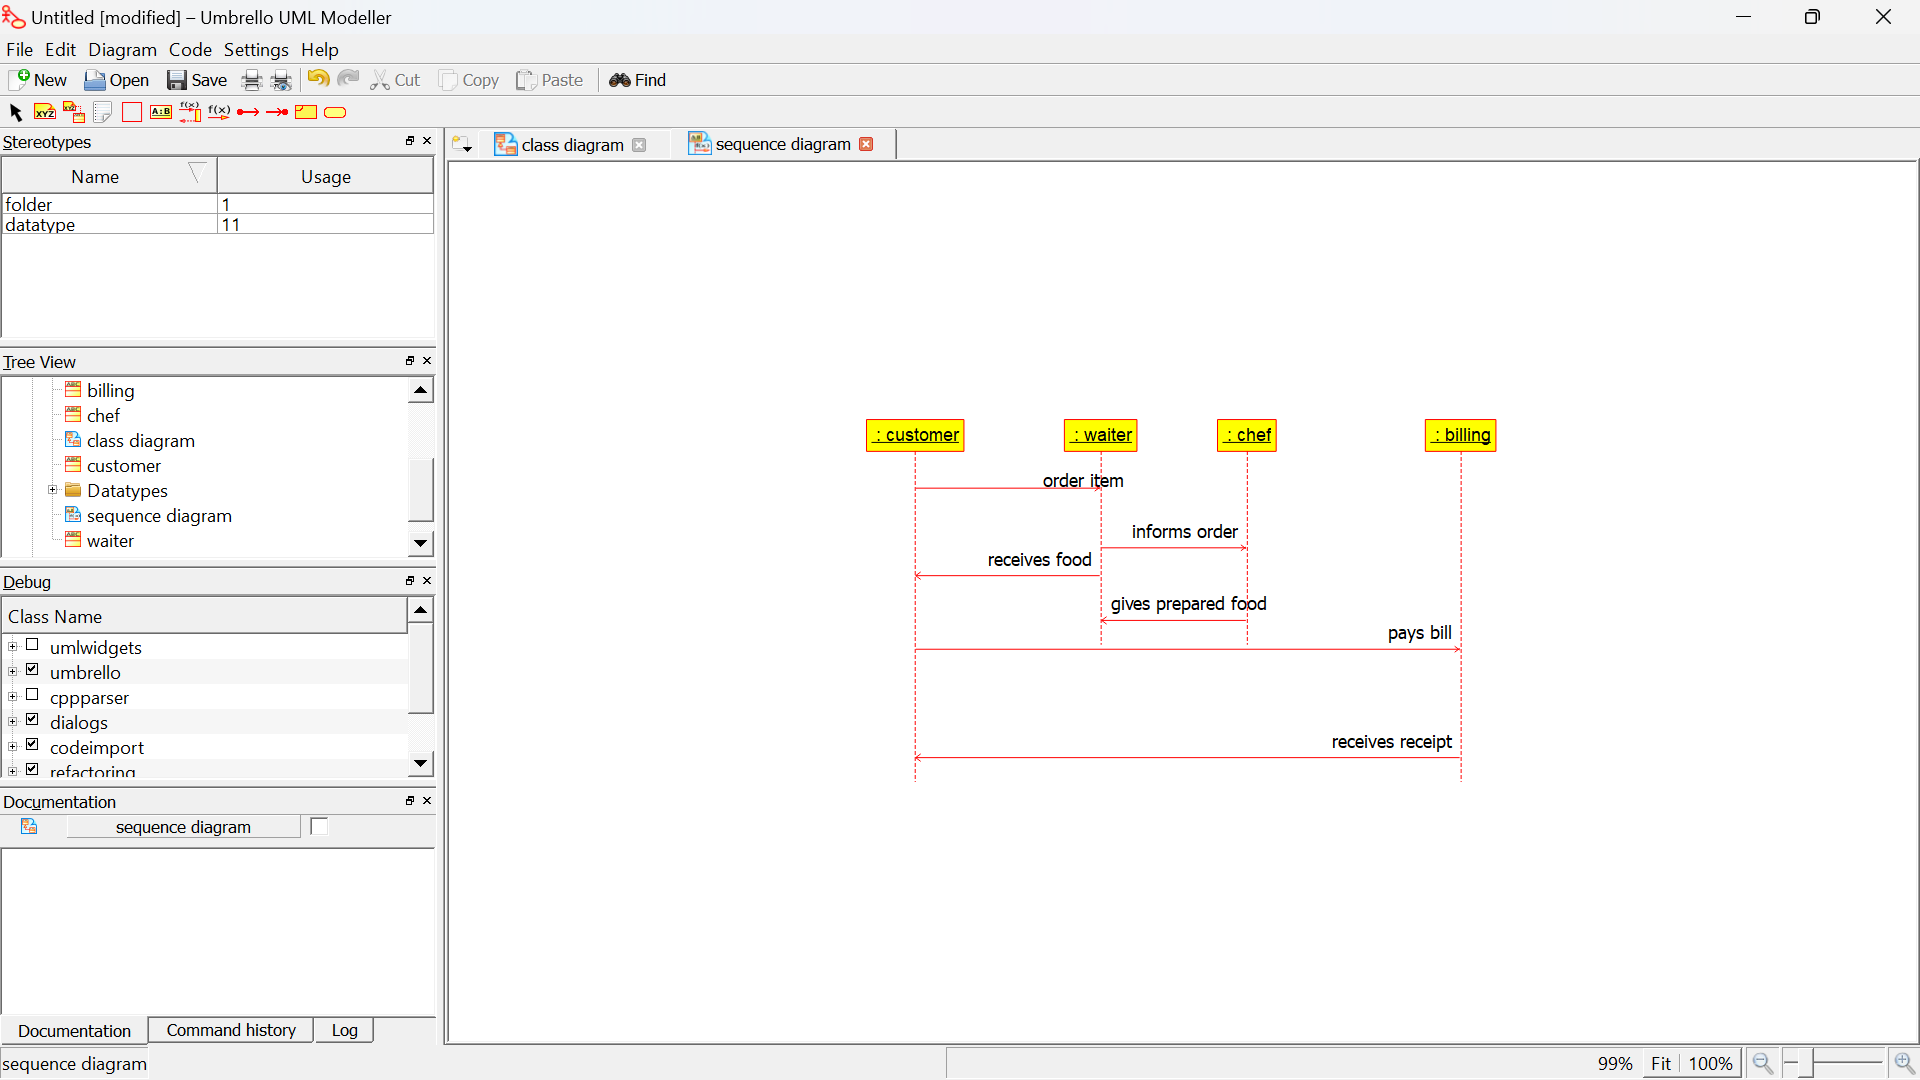 Untitled [modified] – Umbrello UML Modeller
File Edit Diagram Code Settings Help
New Open Save Cut Copy Paste Find
XYZ XYZ A:B f(x) f(x)
Stereotypes
Name Usage
folder 1
datatype 11
Tree View
billing
chef
class diagram
customer
Datatypes
sequence diagram
waiter
Debug
Class Name
umlwidgets
umbrello
cppparser
dialogs
codeimport
refactoring
Documentation
sequence diagram
Documentation Command history Log
sequence diagram
class diagram sequence diagram
: customer : waiter : chef : billing
order item
informs order
receives food
gives prepared food
pays bill
receives receipt
99% Fit 100%